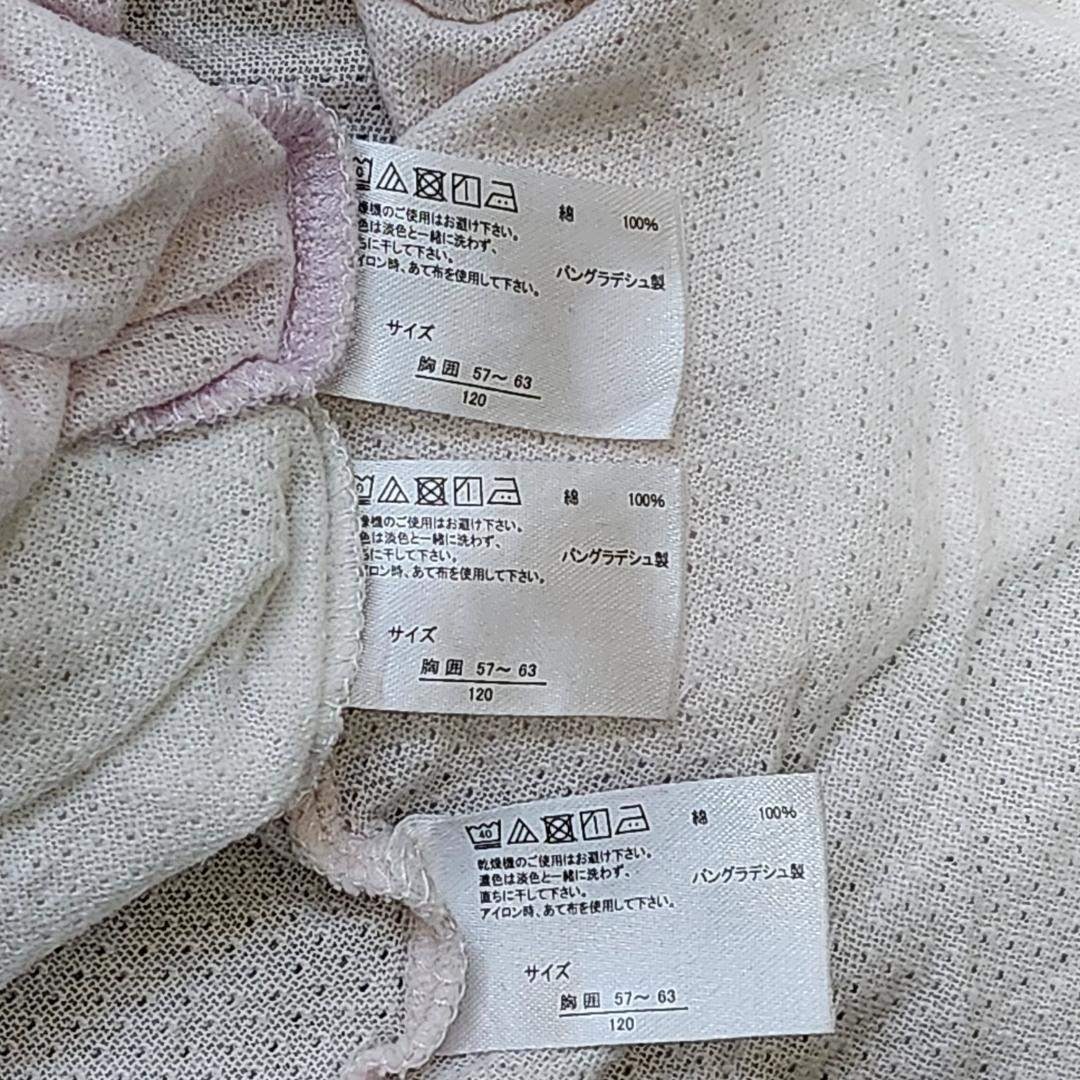 綿 100%
燥機のご使用はお避け下さい。
色は淡色と一緒に洗わず、
ちに干して下さい。
イロン時、あて布を使用して下さい。
バングラデシュ製
サイズ
胸囲 57～63
120
綿 100%
燥機のご使用はお避け下さい。
色は淡色と一緒に洗わず、
ちに干して下さい。
イロン時、あて布を使用して下さい。
バングラデシュ製
サイズ
胸囲 57～63
120
40 綿 100%
乾燥機のご使用はお避け下さい。
濃色は淡色と一緒に洗わず、
直ちに干して下さい。
アイロン時、あて布を使用して下さい。
バングラデシュ製
サイズ
胸囲 57～63
120